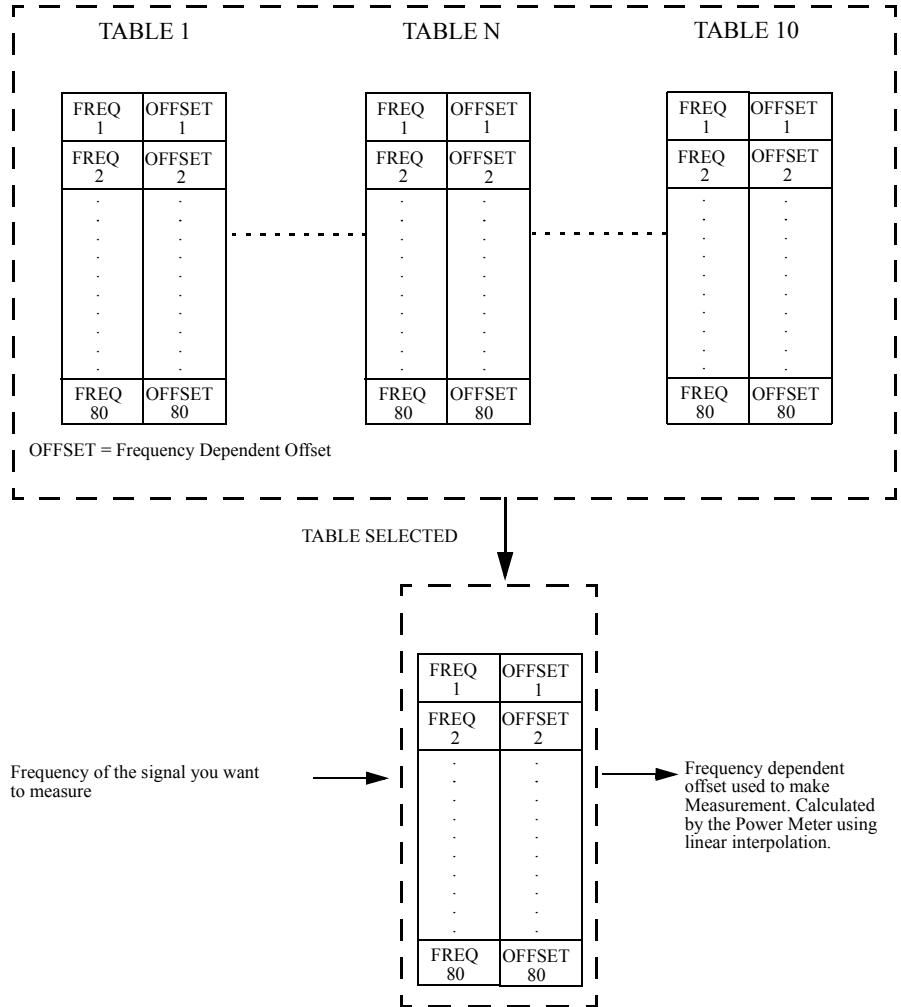 TABLE 1 TABLE N TABLE 10
FREQ 1 OFFSET 1 FREQ 1 OFFSET 1 FREQ 1 OFFSET 1
FREQ 2 OFFSET 2 FREQ 2 OFFSET 2 FREQ 2 OFFSET 2
FREQ 80 OFFSET 80 FREQ 80 OFFSET 80 FREQ 80 OFFSET 80
OFFSET = Frequency Dependent Offset
TABLE SELECTED
FREQ 1 OFFSET 1
FREQ 2 OFFSET 2
FREQ 80 OFFSET 80
Frequency of the signal you want
to measure
Frequency dependent
offset used to make
Measurement. Calculated
by the Power Meter using
linear interpolation.